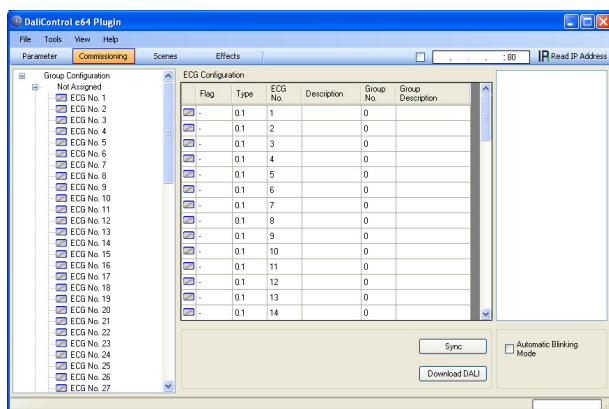 DaliControl e64 Plugin
File Tools View Help
Parameter Commissioning Scenes Effects . . . : 80 IR Read IP Address
Group Configuration
Not Assigned
ECG No. 1
ECG No. 2
ECG No. 3
ECG No. 4
ECG No. 5
ECG No. 6
ECG No. 7
ECG No. 8
ECG No. 9
ECG No. 10
ECG No. 11
ECG No. 12
ECG No. 13
ECG No. 14
ECG No. 15
ECG No. 16
ECG No. 17
ECG No. 18
ECG No. 19
ECG No. 20
ECG No. 21
ECG No. 22
ECG No. 23
ECG No. 24
ECG No. 25
ECG No. 26
ECG No. 27
ECG Configuration
Flag Type ECG No. Description Group No. Group Description
- 0.1 1 0
- 0.1 2 0
- 0.1 3 0
- 0.1 4 0
- 0.1 5 0
- 0.1 6 0
- 0.1 7 0
- 0.1 8 0
- 0.1 9 0
- 0.1 10 0
- 0.1 11 0
- 0.1 12 0
- 0.1 13 0
- 0.1 14 0
Sync
Download DALI
Automatic Blinking
Mode